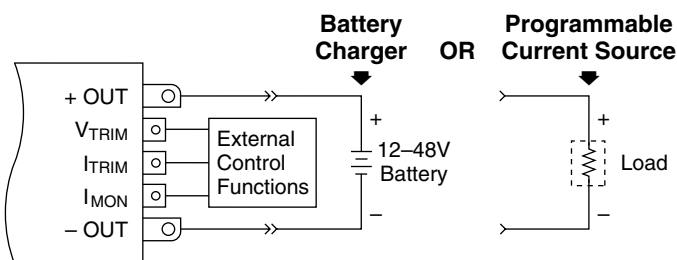 Battery Charger
OR
Programmable Current Source
+ OUT
VTRIM
ITRIM
IMON
– OUT
External
Control
Functions
+
12–48V
Battery
–
+
Load
–